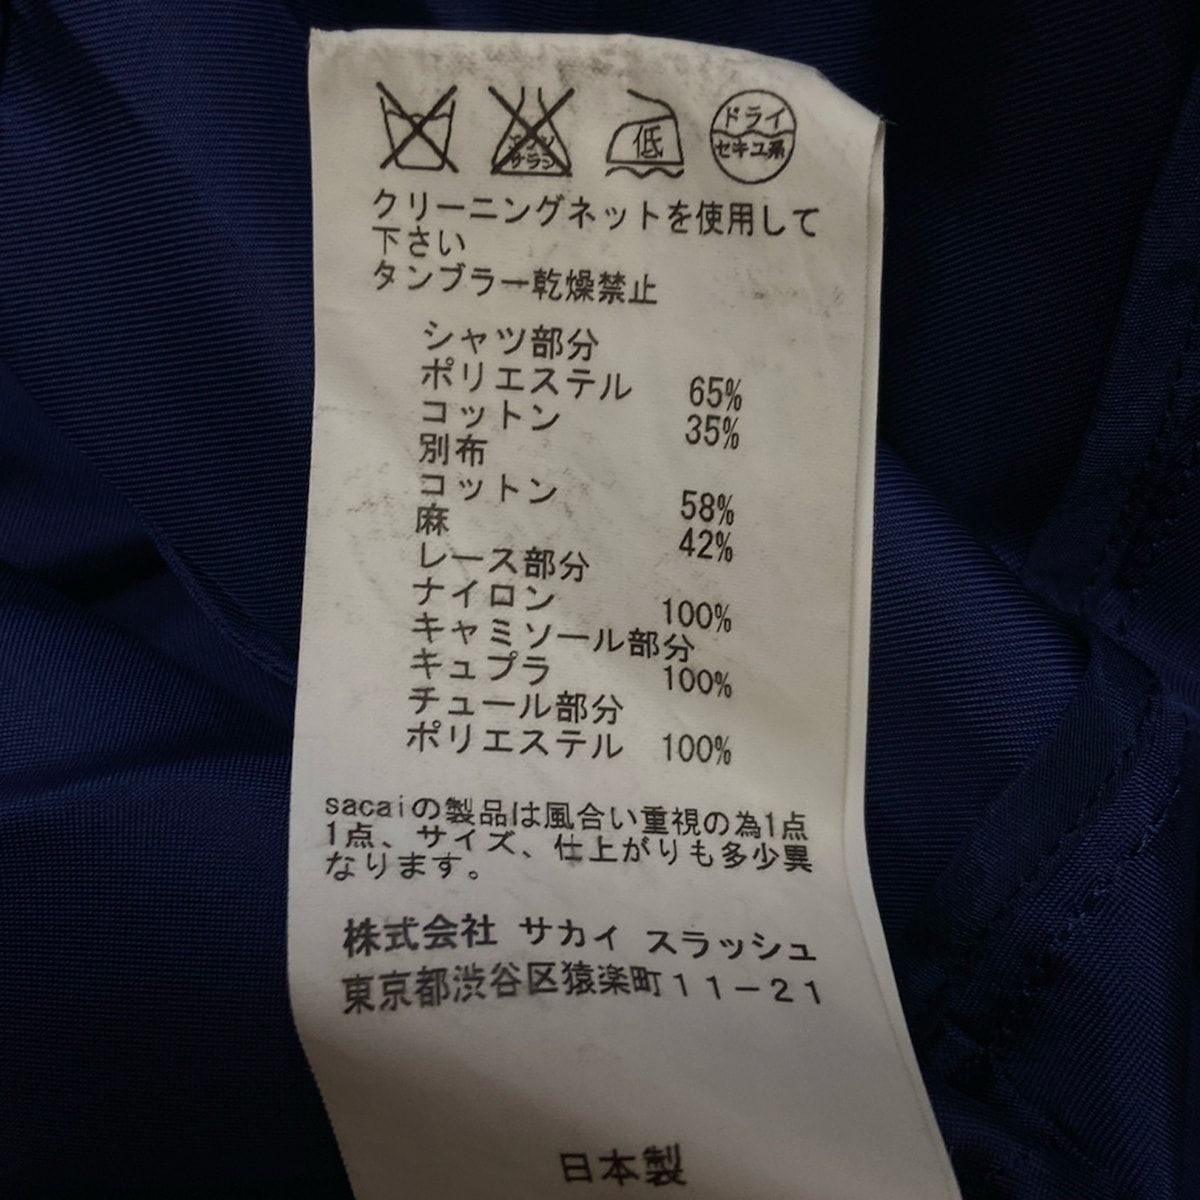 エンソ
サラシ
低
ドライ
セキユ系
クリーニングネットを使用して
下さい
タンブラー乾燥禁止
シャツ部分
ポリエステル 65%
コットン 35%
別布
コットン 58%
麻 42%
レース部分
ナイロン 100%
キャミソール部分
キュプラ 100%
チュール部分
ポリエステル 100%
sacaiの製品は風合い重視の為1点
1点、サイズ、仕上がりも多少異
なります。
株式会社 サカイ スラッシュ
東京都渋谷区猿楽町11-21
日本製